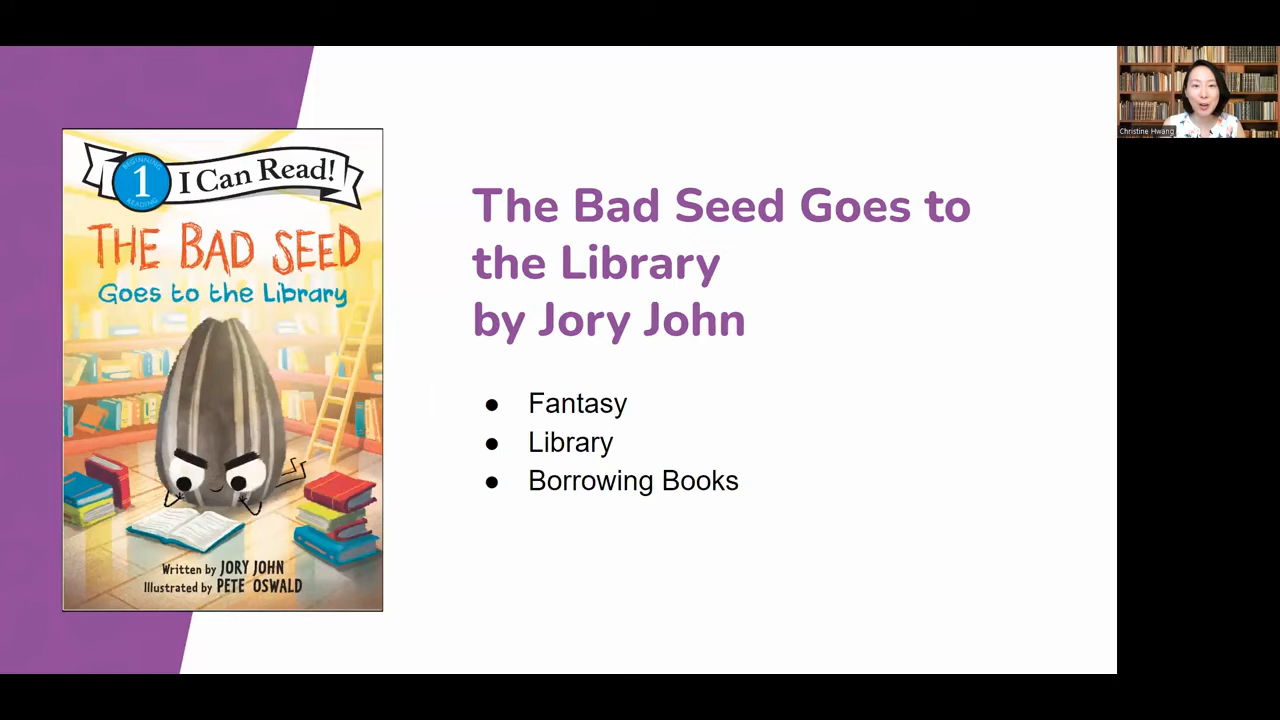 BEGINNING
1
READING
I Can Read!
THE BAD SEED
Goes to the Library
Written by JORY JOHN
Illustrated by PETE OSWALD
The Bad Seed Goes to
the Library
by Jory John
● Fantasy
● Library
● Borrowing Books
Christine Hwang